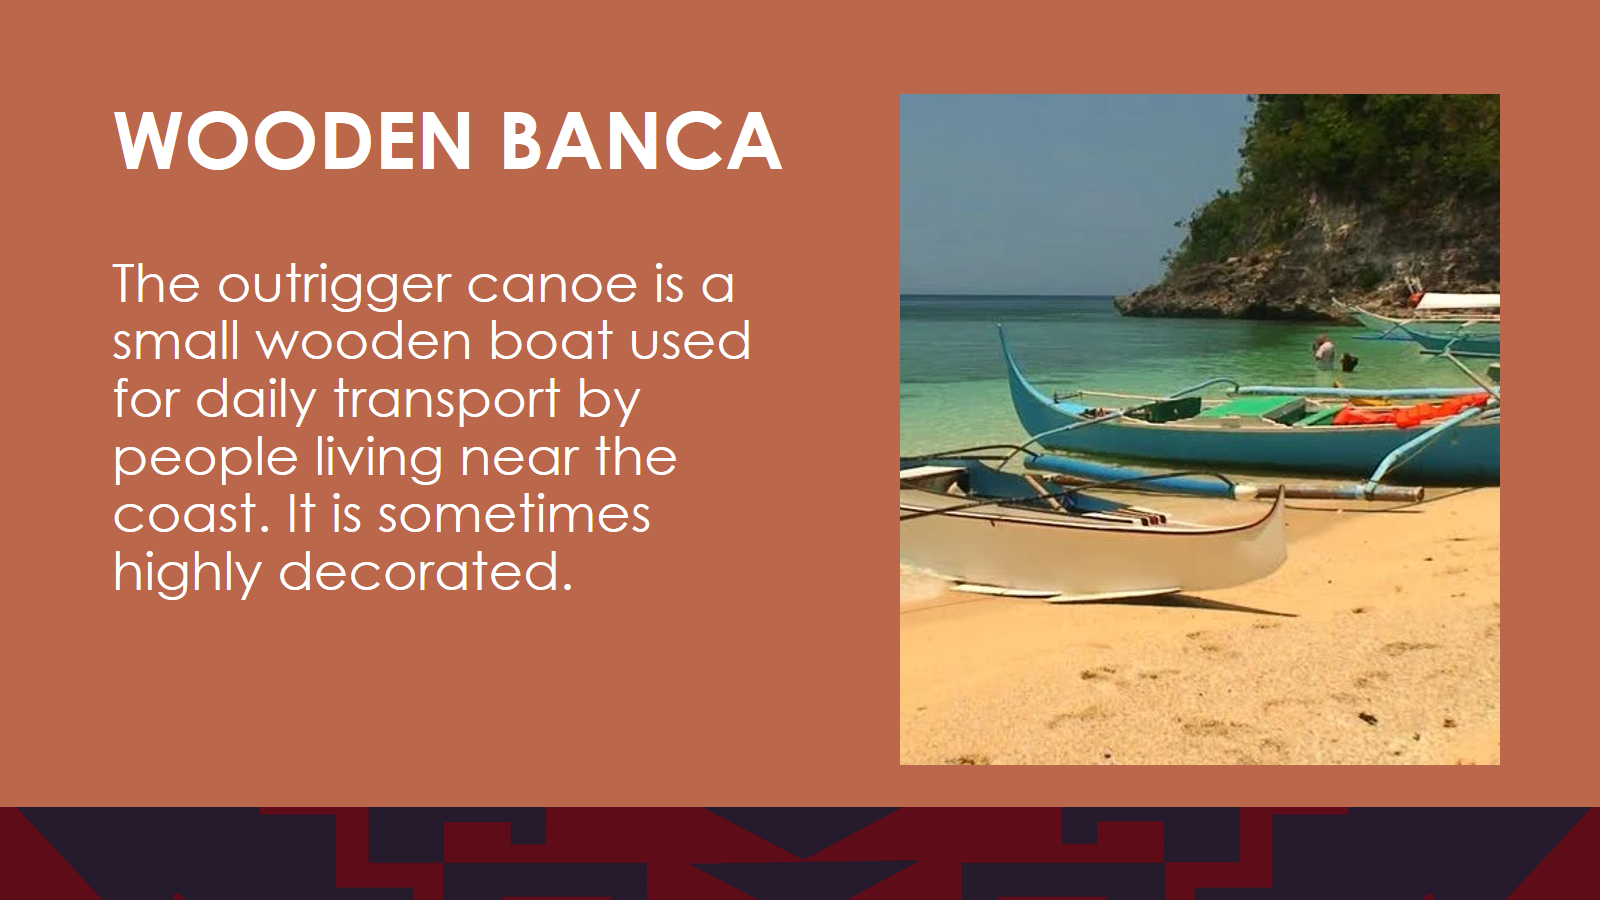 WOODEN BANCA
The outrigger canoe is a
small wooden boat used
for daily transport by
people living near the
coast. It is sometimes
highly decorated.